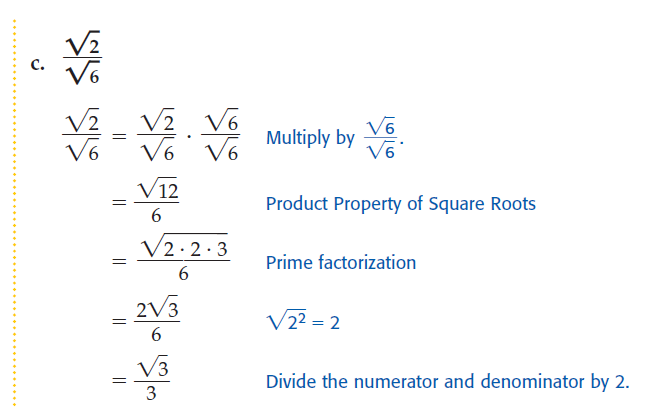 c. √2/√6
√2/√6 = √2/√6 · √6/√6 Multiply by √6/√6.
= √12/6 Product Property of Square Roots
= √(2 · 2 · 3)/6 Prime factorization
= 2√3/6 √2² = 2
= √3/3 Divide the numerator and denominator by 2.